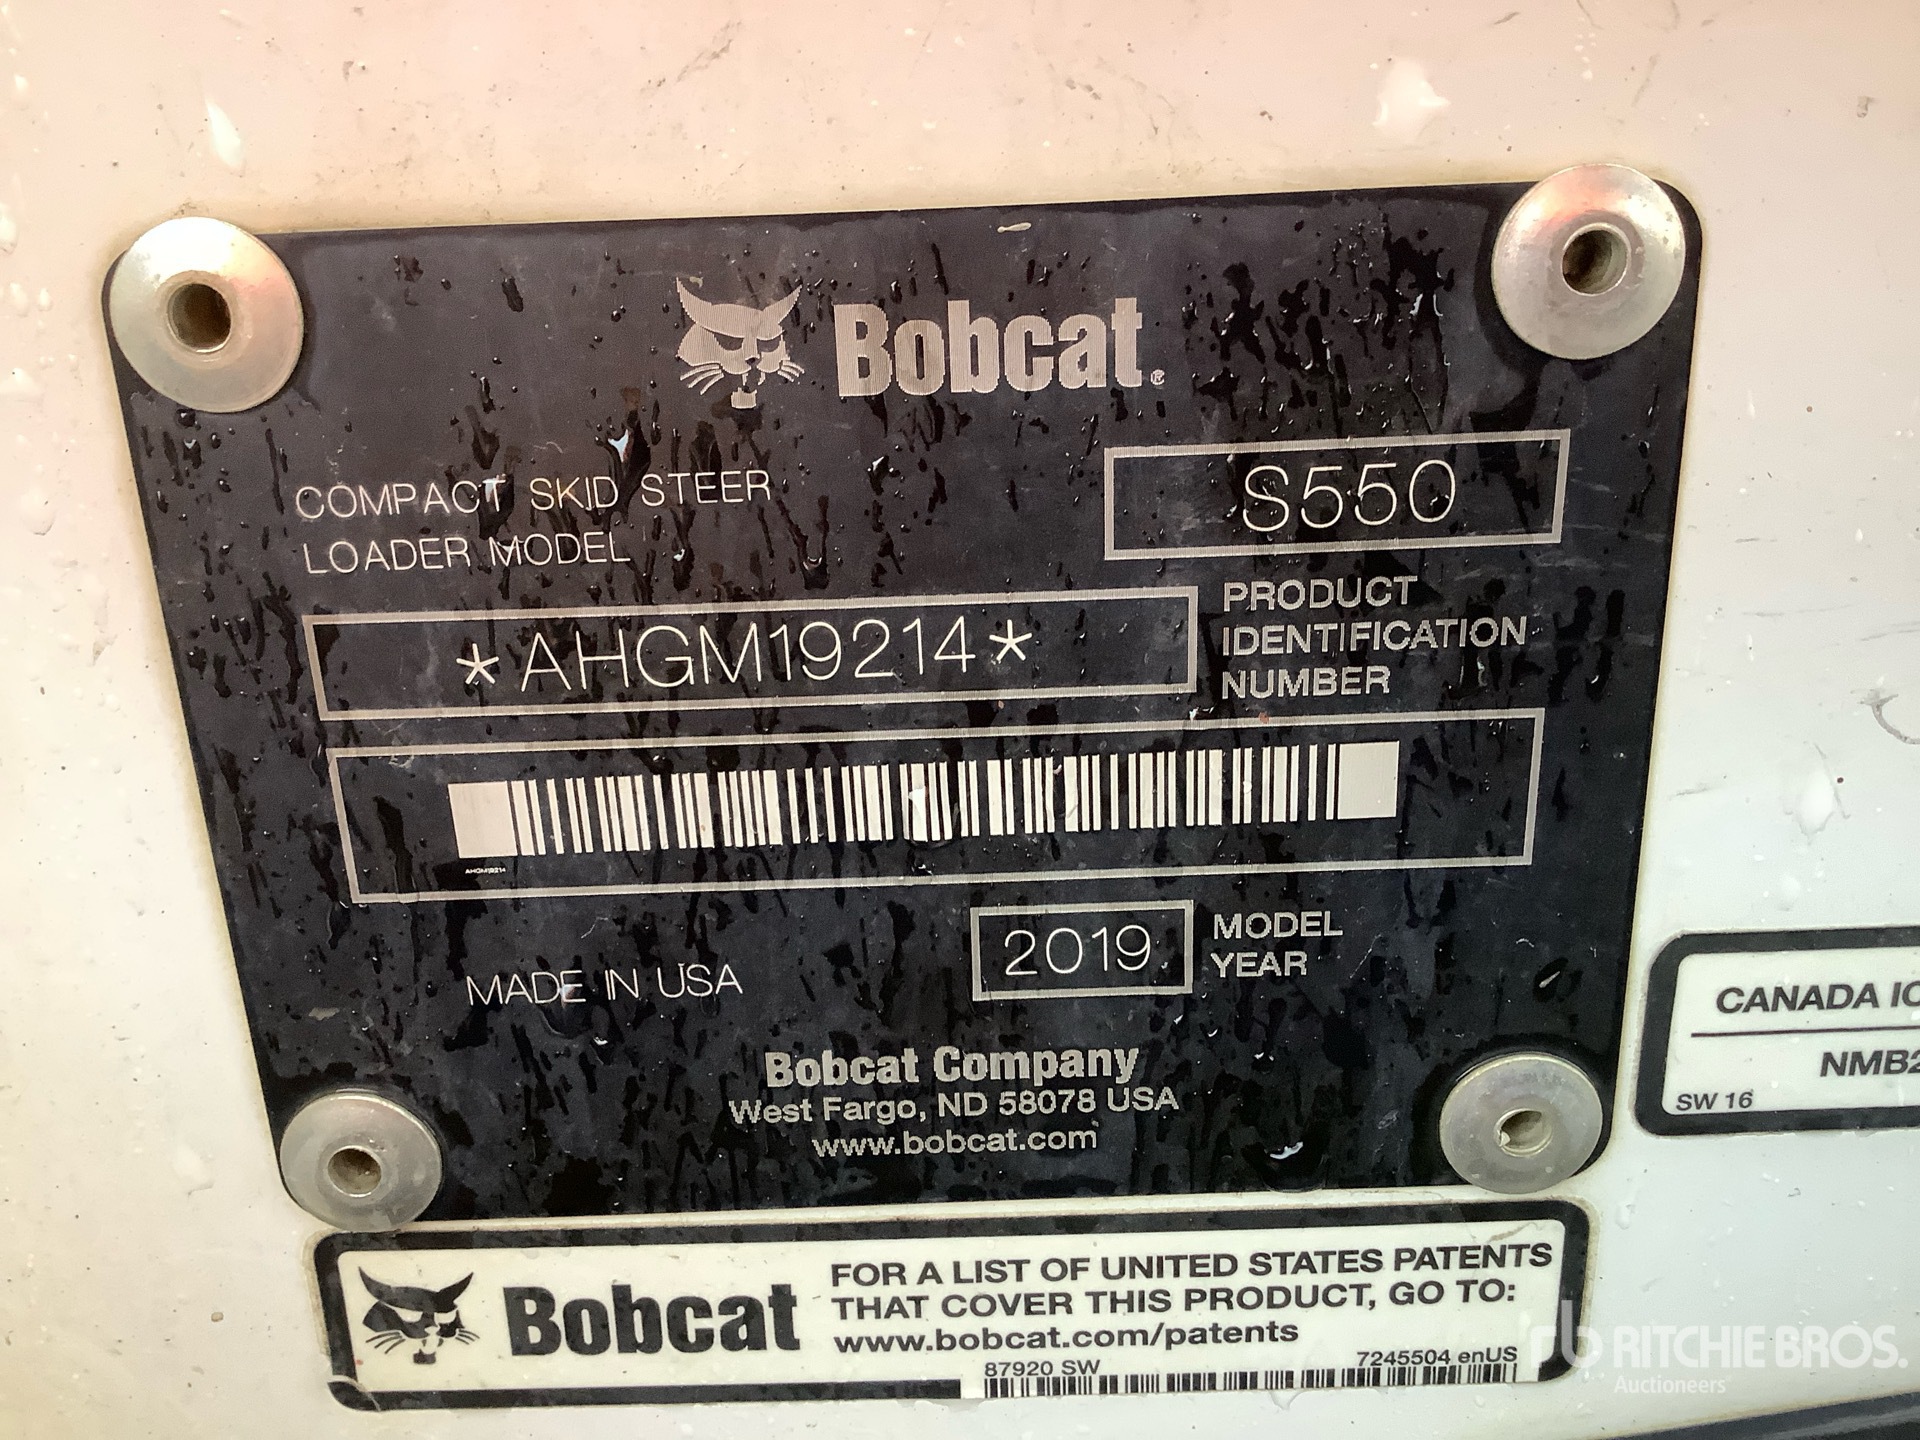 Bobcat®
COMPACT SKID STEER
LOADER MODEL
S550
*AHGM19214*
PRODUCT
IDENTIFICATION
NUMBER
AHGM19214
MADE IN USA
2019
MODEL
YEAR
Bobcat Company
West Fargo, ND 58078 USA
www.bobcat.com
CANADA IC
NMB2
SW 16
Bobcat
FOR A LIST OF UNITED STATES PATENTS
THAT COVER THIS PRODUCT, GO TO:
www.bobcat.com/patents
87920 SW
7245504 enUS
rb RITCHIE BROS.
Auctioneers